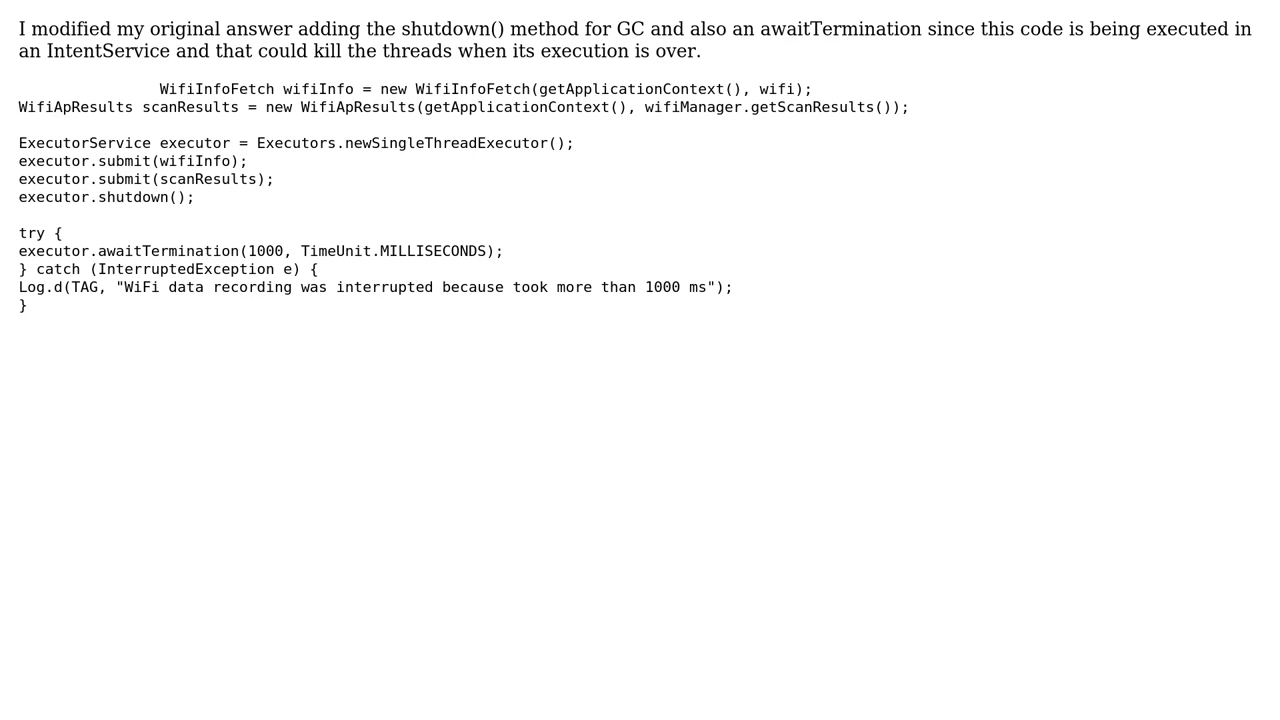 I modified my original answer adding the shutdown() method for GC and also an awaitTermination since this code is being executed in
an IntentService and that could kill the threads when its execution is over.
WifiInfoFetch wifiInfo = new WifiInfoFetch(getApplicationContext(), wifi);
WifiApResults scanResults = new WifiApResults(getApplicationContext(), wifiManager.getScanResults());
ExecutorService executor = Executors.newSingleThreadExecutor();
executor.submit(wifiInfo);
executor.submit(scanResults);
executor.shutdown();
try {
executor.awaitTermination(1000, TimeUnit.MILLISECONDS);
} catch (InterruptedException e) {
Log.d(TAG, "WiFi data recording was interrupted because took more than 1000 ms");
}